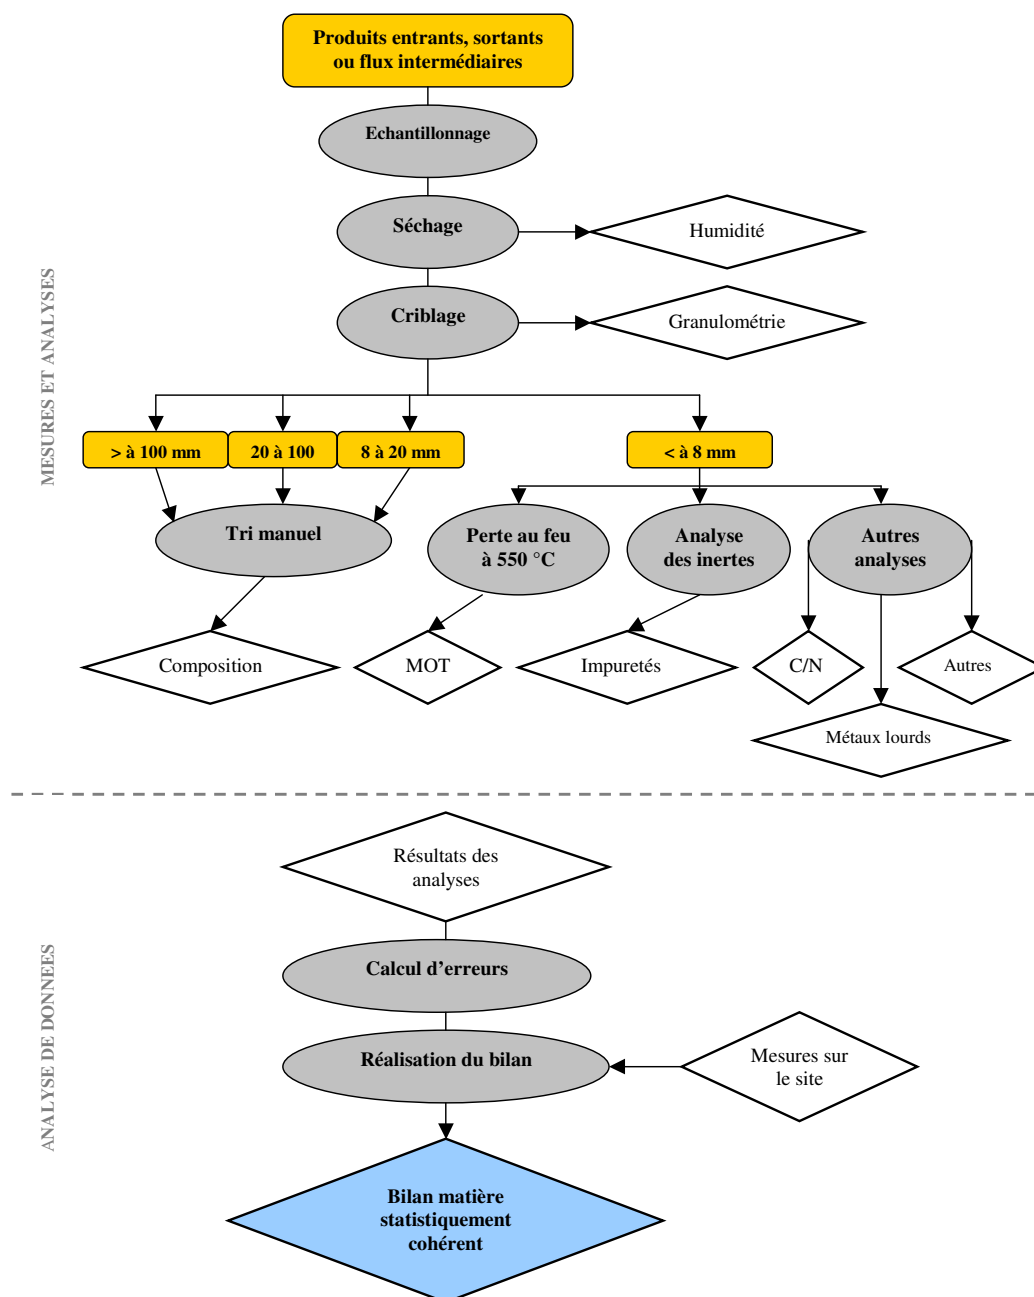 Produits entrants, sortants
ou flux intermédiaires
Echantillonnage
Séchage
Humidité
Criblage
Granulométrie
MESURES ET ANALYSES
> à 100 mm
20 à 100
8 à 20 mm
< à 8 mm
Tri manuel
Perte au feu
à 550 °C
Analyse
des inertes
Autres
analyses
Composition
MOT
Impuretés
C/N
Autres
Métaux lourds
Résultats des
analyses
ANALYSE DE DONNEES
Calcul d’erreurs
Réalisation du bilan
Mesures sur
le site
Bilan matière
statistiquement
cohérent